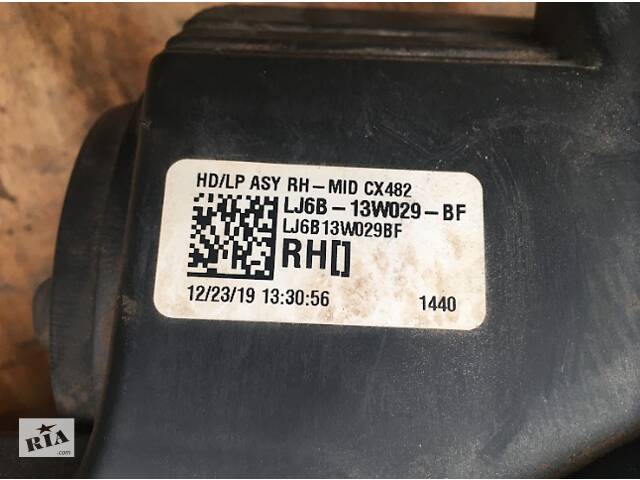 HD/LP ASY RH-MID CX482
LJ6B-13W029-BF
LJ6B13W029BF
RH[]
12/23/19 13:30:56 1440
RIA
.com